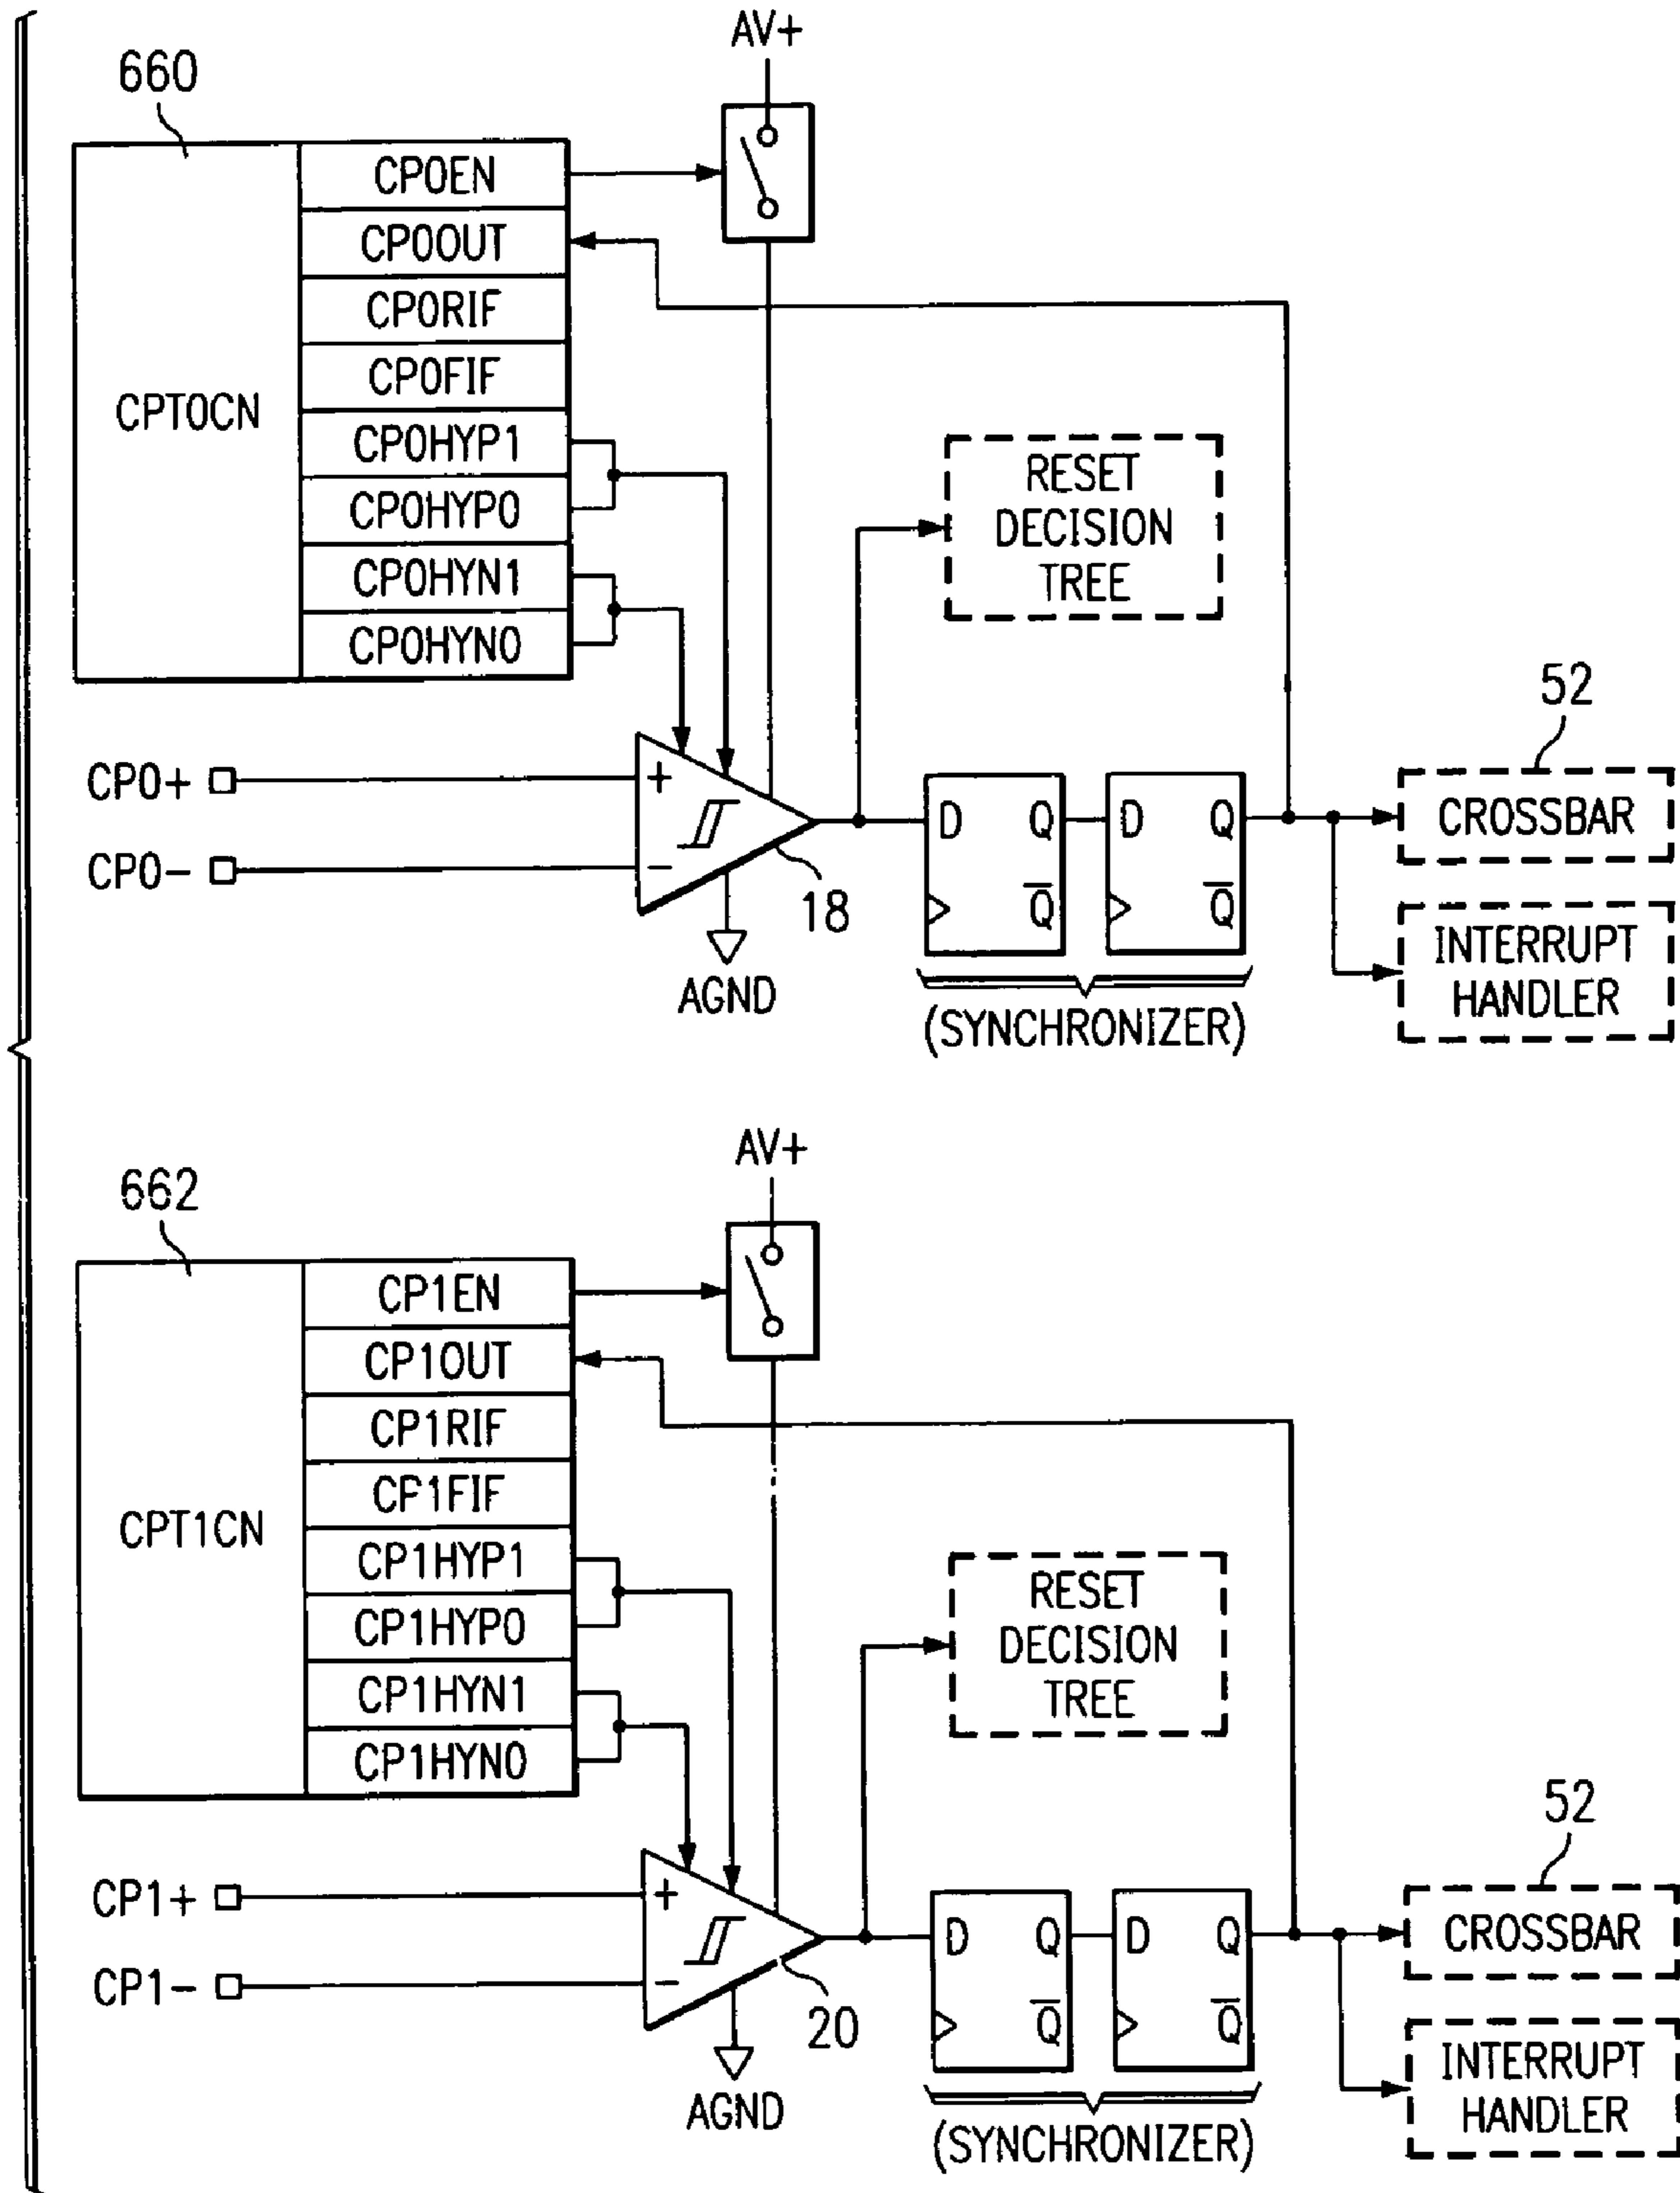 AV+
660
CP0EN
CP0OUT
CP0RIF
CP0FIF
CPT0CN
CP0HYP1
CP0HYP0
CP0HYN1
CP0HYN0
RESET
DECISION
TREE
52
CP0+
+
D Q D Q
CROSSBAR
CP0-
−
18
Q Q
INTERRUPT
HANDLER
AGND
(SYNCHRONIZER)
AV+
662
CP1EN
CP1OUT
CP1RIF
CP1FIF
CPT1CN
CP1HYP1
CP1HYP0
CP1HYN1
CP1HYN0
RESET
DECISION
TREE
52
CP1+
+
D Q D Q
CROSSBAR
CP1-
−
20
Q Q
INTERRUPT
HANDLER
AGND
(SYNCHRONIZER)